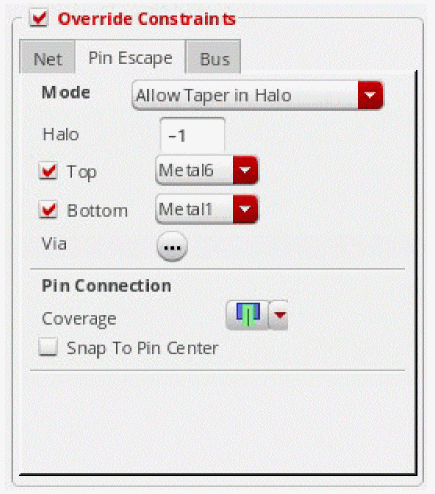 Override Constraints
Net Pin Escape Bus
Mode Allow Taper in Halo
Halo -1
Top Metal6
Bottom Metal1
Via ...
Pin Connection
Coverage
Snap To Pin Center